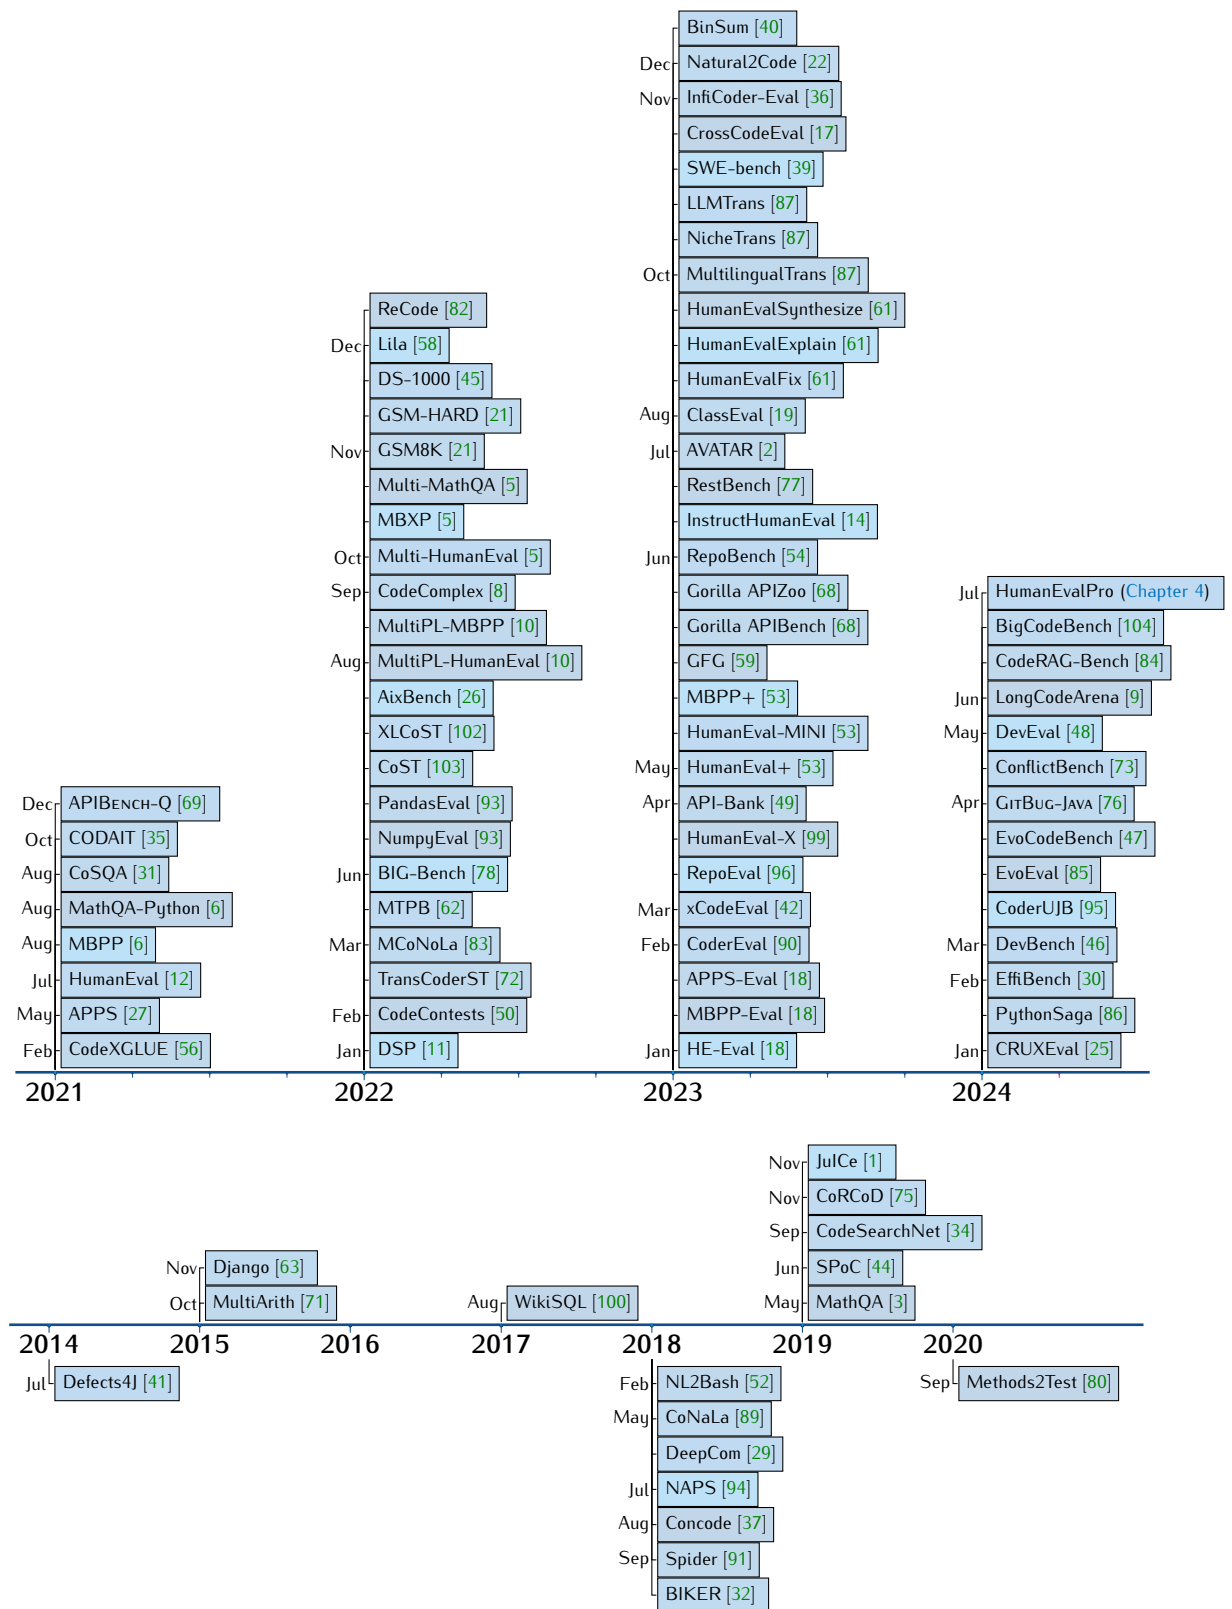 BinSum [40]
Dec Natural2Code [22]
Nov InfiCoder-Eval [36]
CrossCodeEval [17]
SWE-bench [39]
LLMTrans [87]
NicheTrans [87]
Oct MultilingualTrans [87]
ReCode [82] HumanEvalSynthesize [61]
Dec Lila [58] HumanEvalExplain [61]
DS-1000 [45] HumanEvalFix [61]
GSM-HARD [21] Aug ClassEval [19]
Nov GSM8K [21] Jul AVATAR [2]
Multi-MathQA [5] RestBench [77]
MBXP [5] InstructHumanEval [14]
Oct Multi-HumanEval [5] Jun RepoBench [54]
Sep CodeComplex [8] Gorilla APIZoo [68] Jul HumanEvalPro (Chapter 4)
MultiPL-MBPP [10] Gorilla APIBench [68] BigCodeBench [104]
Aug MultiPL-HumanEval [10] GFG [59] CodeRAG-Bench [84]
AixBench [26] MBPP+ [53] Jun LongCodeArena [9]
XLCoST [102] HumanEval-MINI [53] May DevEval [48]
CoST [103] May HumanEval+ [53] ConflictBench [73]
Dec APIBENCH-Q [69] PandasEval [93] Apr API-Bank [49] Apr GITBUG-JAVA [76]
Oct CODAIT [35] NumpyEval [93] HumanEval-X [99] EvoCodeBench [47]
Aug CoSQA [31] Jun BIG-Bench [78] RepoEval [96] EvoEval [85]
Aug MathQA-Python [6] MTPB [62] Mar xCodeEval [42] CoderUJB [95]
Aug MBPP [6] Mar MCoNoLa [83] Feb CoderEval [90] Mar DevBench [46]
Jul HumanEval [12] TransCoderST [72] APPS-Eval [18] Feb EffiBench [30]
May APPS [27] Feb CodeContests [50] MBPP-Eval [18] PythonSaga [86]
Feb CodeXGLUE [56] Jan DSP [11] Jan HE-Eval [18] Jan CRUXEval [25]
2021 2022 2023 2024
Nov JuICe [1]
Nov CoRCoD [75]
Sep CodeSearchNet [34]
Nov Django [63] Jun SPoC [44]
Oct MultiArith [71] Aug WikiSQL [100] May MathQA [3]
2014 2015 2016 2017 2018 2019 2020
Jul Defects4J [41] Feb NL2Bash [52] Sep Methods2Test [80]
May CoNaLa [89]
DeepCom [29]
Jul NAPS [94]
Aug Concode [37]
Sep Spider [91]
BIKER [32]